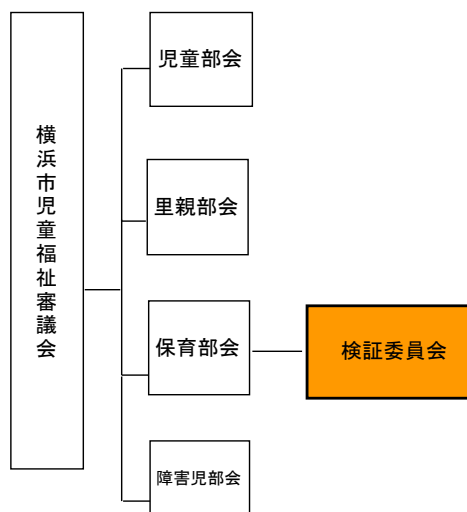 横浜市児童福祉審議会
児童部会
里親部会
保育部会
検証委員会
障害児部会